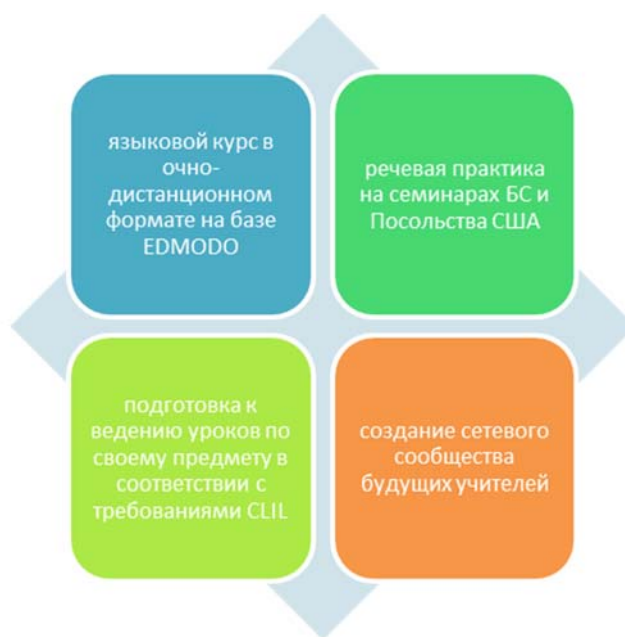 языковой курс в
очно-
дистанционном
формате на базе
EDMODO
речевая практика
на семинарах БС и
Посольства США
подготовка к
ведению уроков по
своему предмету в
соответствии с
требованиями CLIL
создание сетевого
сообщества
будущих учителей